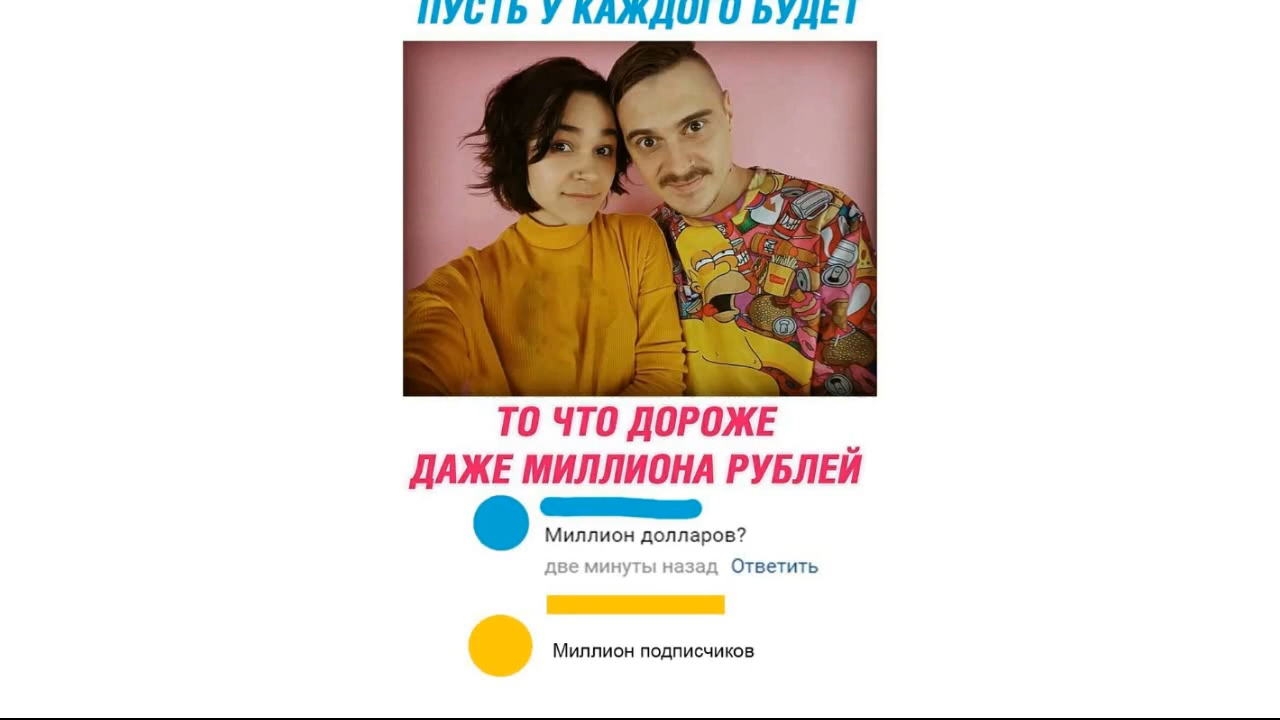 ПУСТЬ У КАЖДОГО БУДЕТ
ТО ЧТО ДОРОЖЕ
ДАЖЕ МИЛЛИОНА РУБЛЕЙ
Миллион долларов?
две минуты назад Ответить
Миллион подписчиков